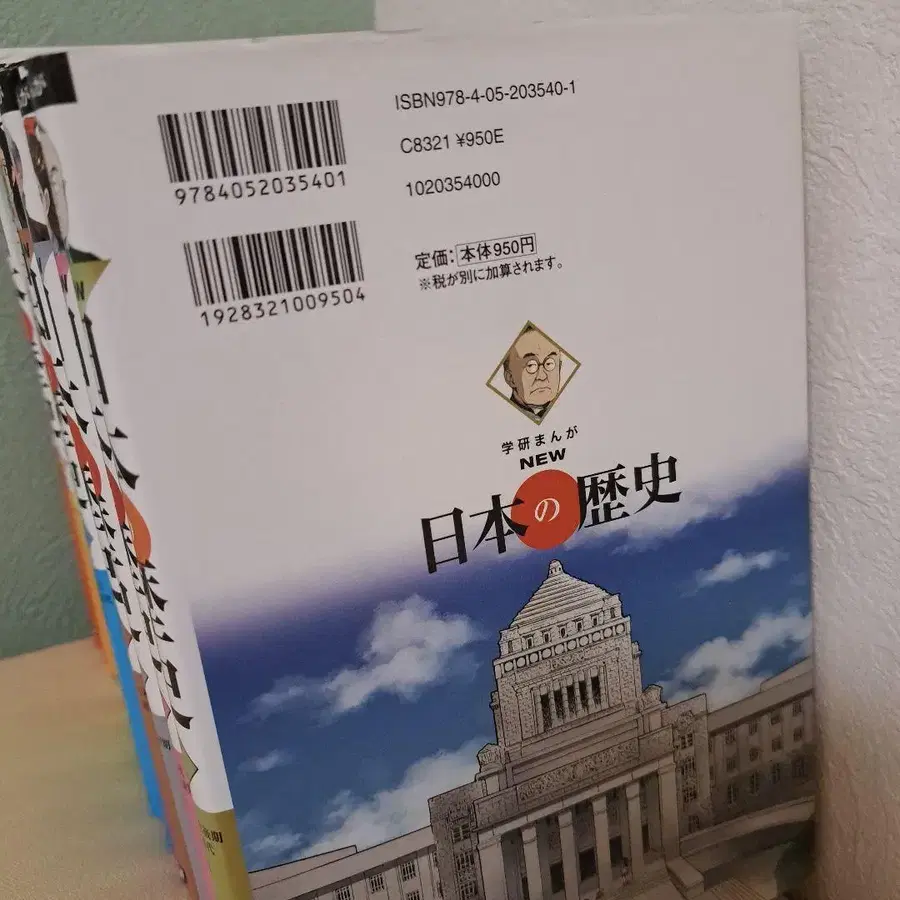 ISBN978-4-05-203540-1
C8321 ¥950E
1020354000
9784052035401
1928321009504
定価：本体950円
※税が別に加算されます。
学研まんが
NEW
日本の歴史